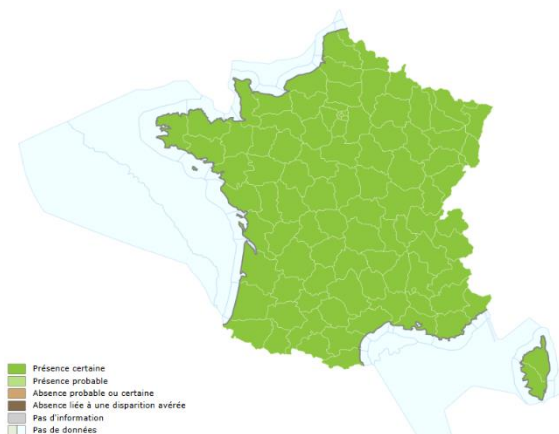 Présence certaine
Présence probable
Absence probable ou certaine
Absence liée à une disparition avérée
Pas d'information
Pas de données